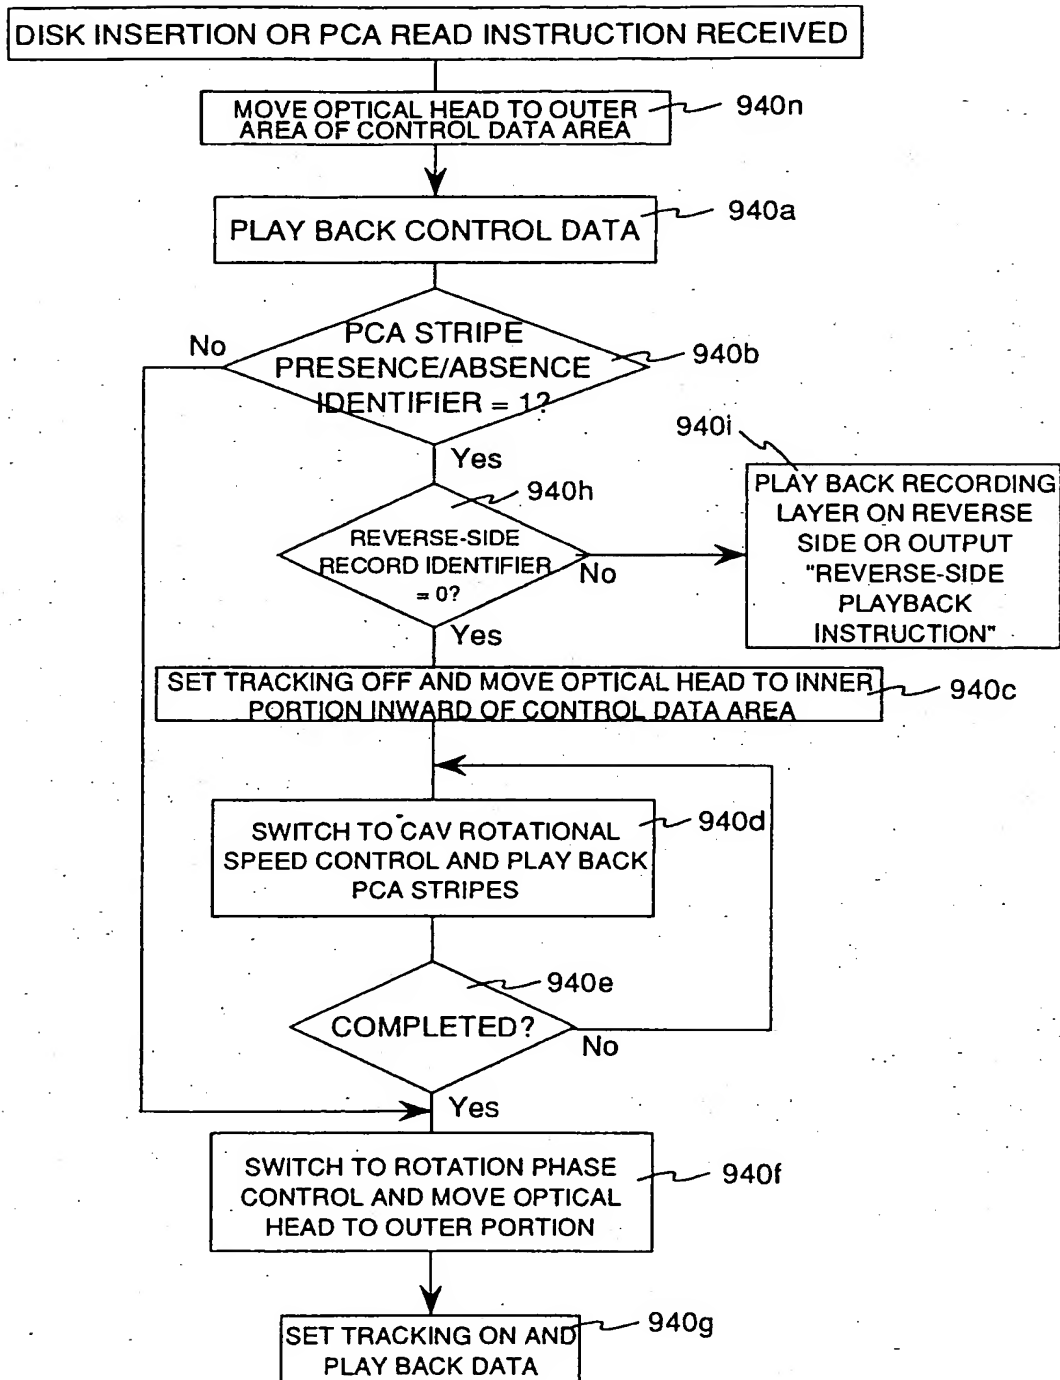 DISK INSERTION OR PCA READ INSTRUCTION RECEIVED
MOVE OPTICAL HEAD TO OUTER
AREA OF CONTROL DATA AREA
940n
PLAY BACK CONTROL DATA
940a
PCA STRIPE
PRESENCE/ABSENCE
IDENTIFIER = 1?
940b
No
Yes
REVERSE-SIDE
RECORD IDENTIFIER
= 0?
940h
No
Yes
940i
PLAY BACK RECORDING
LAYER ON REVERSE
SIDE OR OUTPUT
"REVERSE-SIDE
PLAYBACK
INSTRUCTION"
SET TRACKING OFF AND MOVE OPTICAL HEAD TO INNER
PORTION INWARD OF CONTROL DATA AREA
940c
SWITCH TO CAV ROTATIONAL
SPEED CONTROL AND PLAY BACK
PCA STRIPES
940d
COMPLETED?
940e
No
Yes
SWITCH TO ROTATION PHASE
CONTROL AND MOVE OPTICAL
HEAD TO OUTER PORTION
940f
SET TRACKING ON AND
PLAY BACK DATA
940g